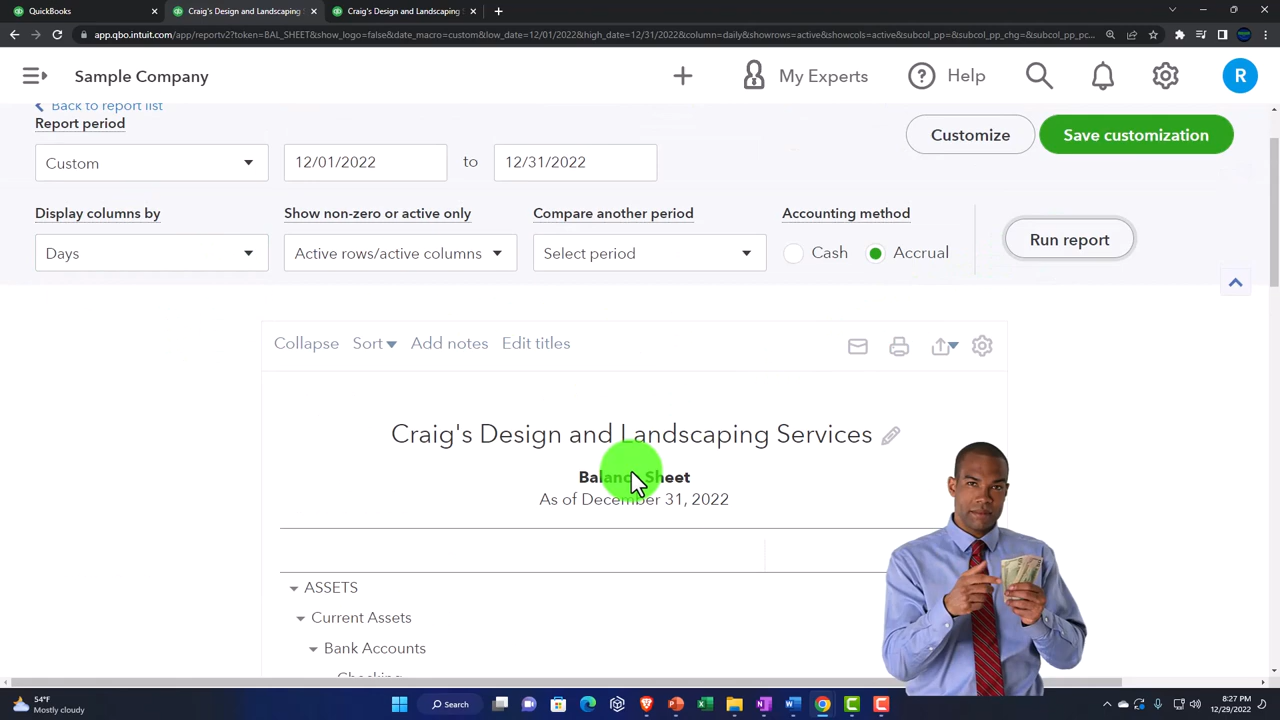 QuickBooks
Craig's Design and Landscaping
Craig's Design and Landscaping S
app.qbo.intuit.com/app/reportv2?token=BAL_SHEET&show_logo=false&date_macro=custom&low_date=12/01/2022&high_date=12/31/2022&column=daily&showrows=active&showcols=active&subcol_pp=&subcol_pp_chg=&subcol_pp_pc...
Sample Company
My Experts
Help
R
Back to report list
Report period
Custom
12/01/2022
to
12/31/2022
Customize
Save customization
Display columns by
Show non-zero or active only
Compare another period
Accounting method
Days
Active rows/active columns
Select period
Cash
Accrual
Run report
Collapse
Sort
Add notes
Edit titles
Craig's Design and Landscaping Services
Balance Sheet
As of December 31, 2022
ASSETS
Current Assets
Bank Accounts
Checking
54°F
Mostly cloudy
Search
8:27 PM
12/29/2022